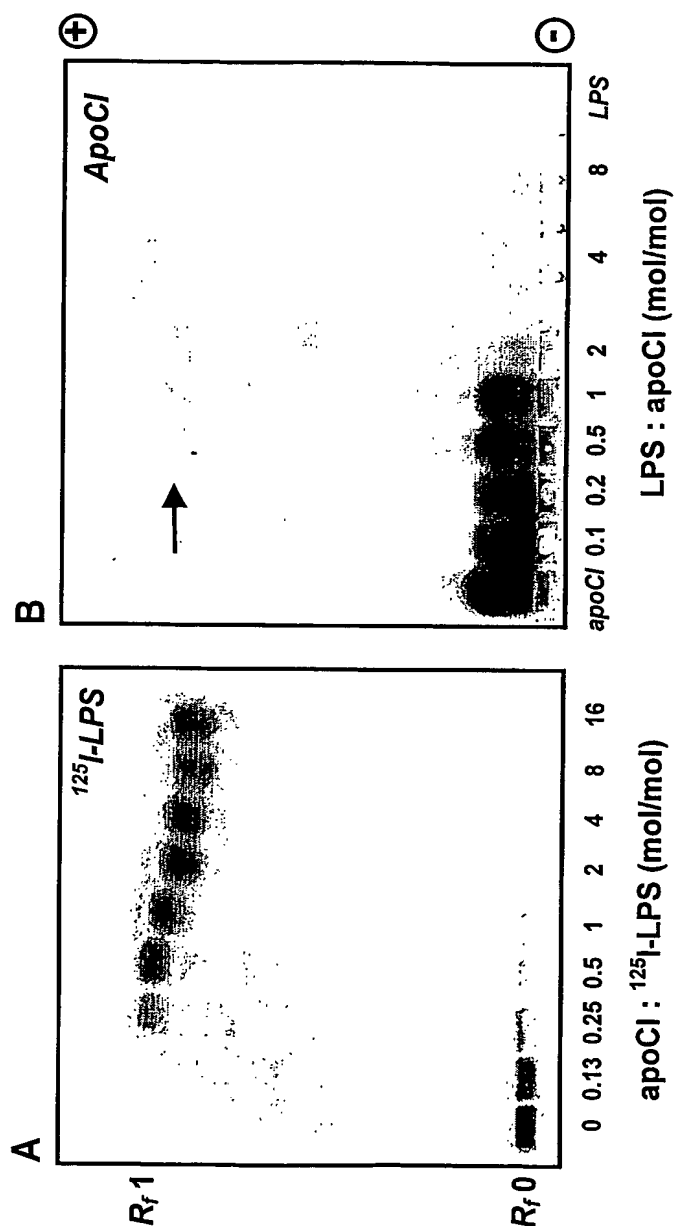 A
B
¹²⁵I-LPS
ApoCI
+
Rf 1
Rf 0
-
0 0.13 0.25 0.5 1 2 4 8 16
apoCI 0.1 0.2 0.5 1 2 4 8 LPS
apoCI : ¹²⁵I-LPS (mol/mol)
LPS : apoCI (mol/mol)